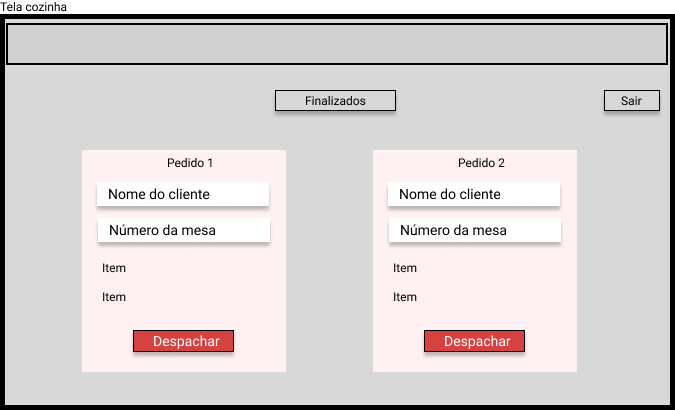 Tela cozinha
Finalizados
Sair
Pedido 1
Nome do cliente
Número da mesa
Item
Item
Despachar
Pedido 2
Nome do cliente
Número da mesa
Item
Item
Despachar